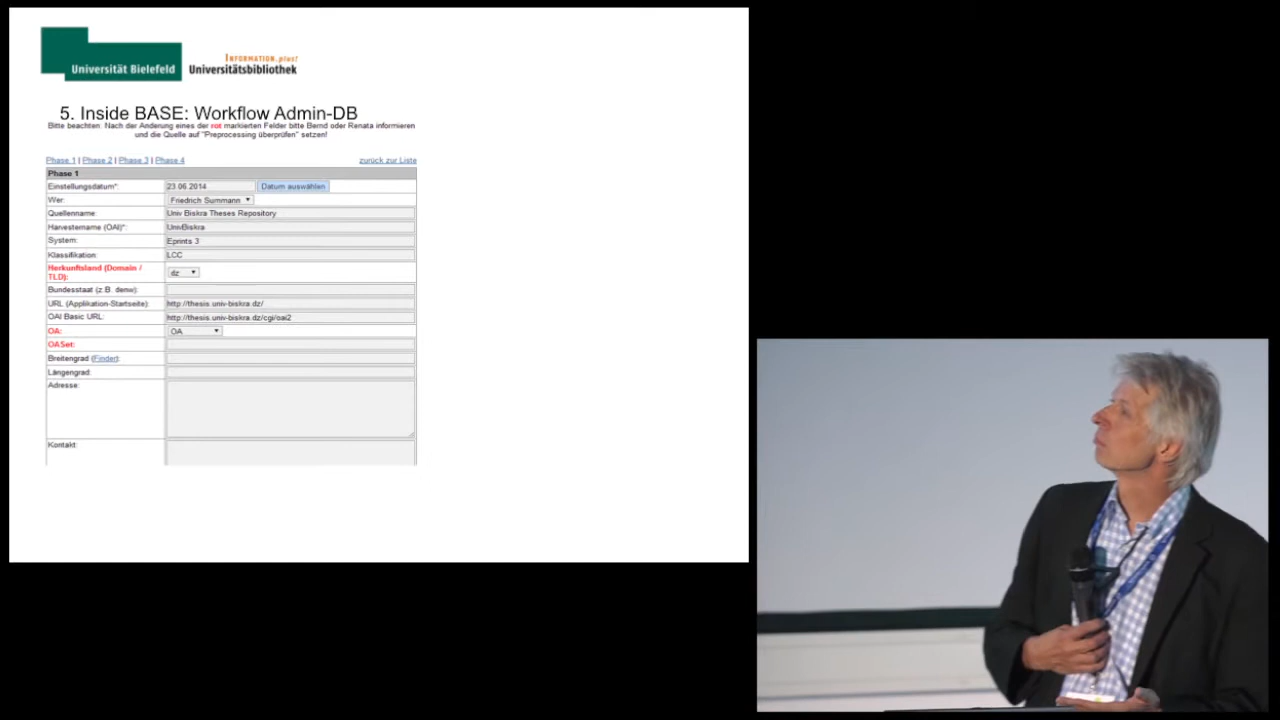 Universität Bielefeld
INFORMATION.plus!
Universitätsbibliothek
5. Inside BASE: Workflow Admin-DB
Bitte beachten. Nach der Änderung eines der rot markierten Felder bitte Bernd oder Renata informieren
und die Quelle auf "Preprocessing überprüfen" setzen!
Phase 1 | Phase 2 | Phase 3 | Phase 4 zurück zur Liste
Phase 1
Einstellungsdatum*: 23.06.2014 Datum auswählen
Wer: Friedrich Summann
Quellenname: Univ Biskra Theses Repository
Harvestername (OAI)*: UnivBiskra
System: Eprints 3
Klassifikation: LCC
Herkunftsland (Domain /
TLD): dz
Bundesstaat (z.B. denw):
URL (Applikation-Startseite): http://thesis.univ-biskra.dz/
OAI Basic URL: http://thesis.univ-biskra.dz/cgi/oai2
OA: OA
OASet:
Breitengrad (Finder):
Längengrad:
Adresse:
Kontakt: